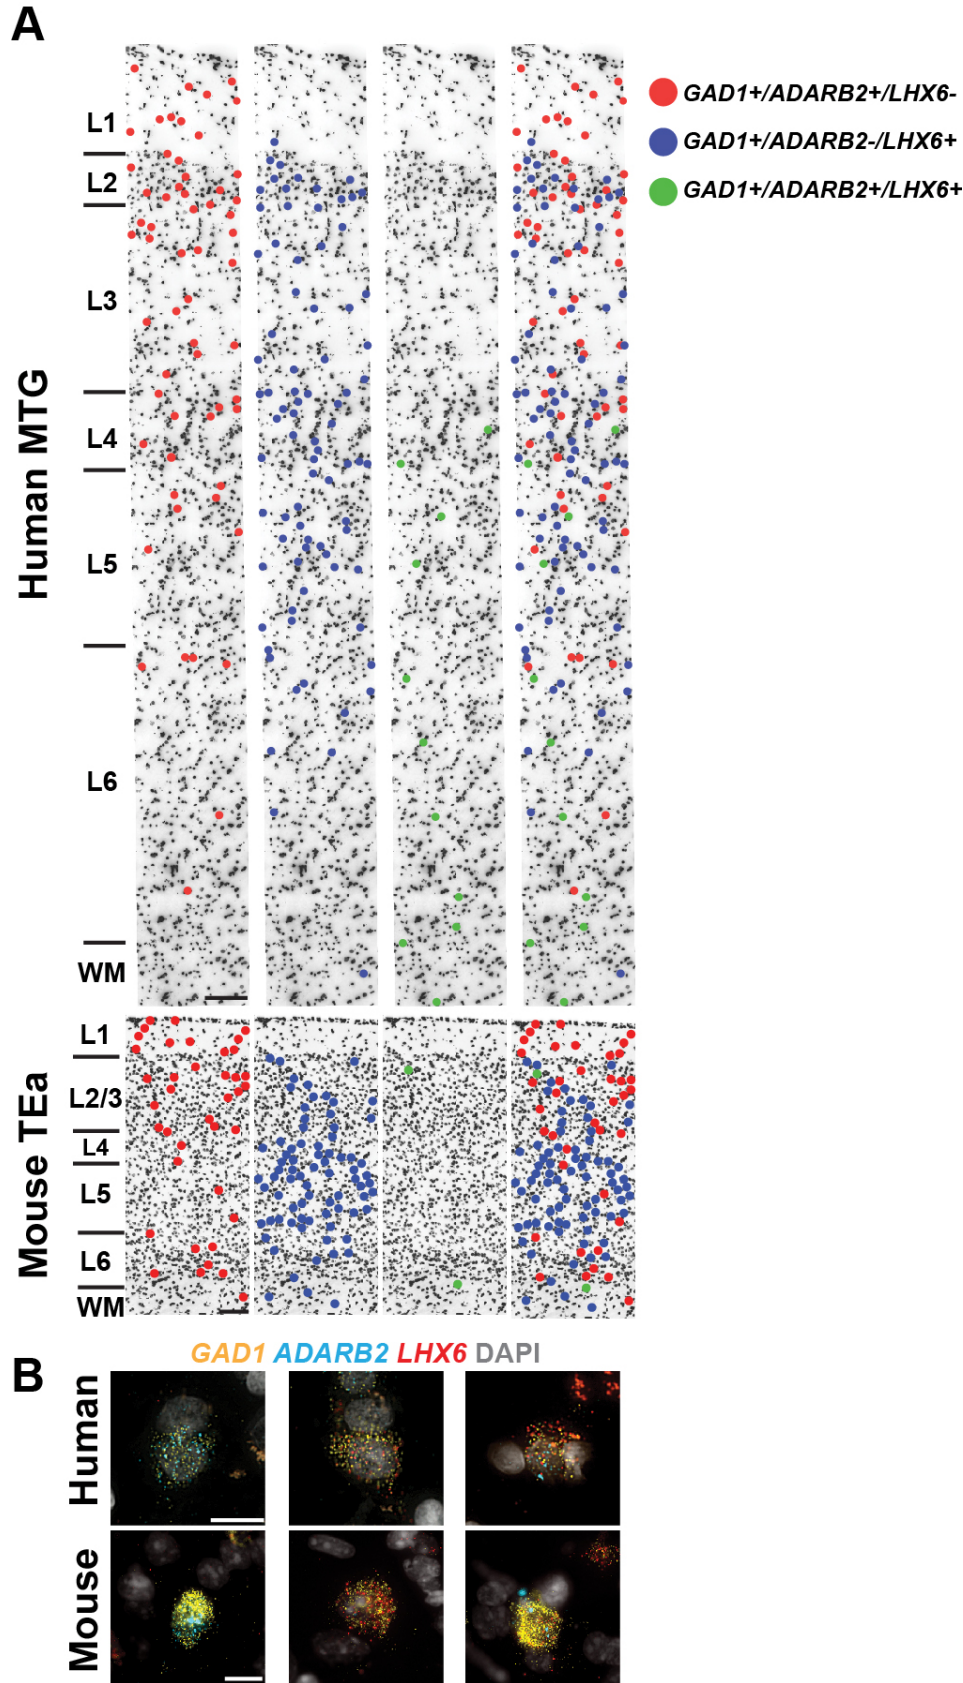 A
GAD1+/ADARB2+/LHX6-
GAD1+/ADARB2-/LHX6+
GAD1+/ADARB2+/LHX6+
Human MTG
L1
L2
L3
L4
L5
L6
WM
Mouse TEa
L1
L2/3
L4
L5
L6
WM
B
GAD1 ADARB2 LHX6 DAPI
Human
Mouse